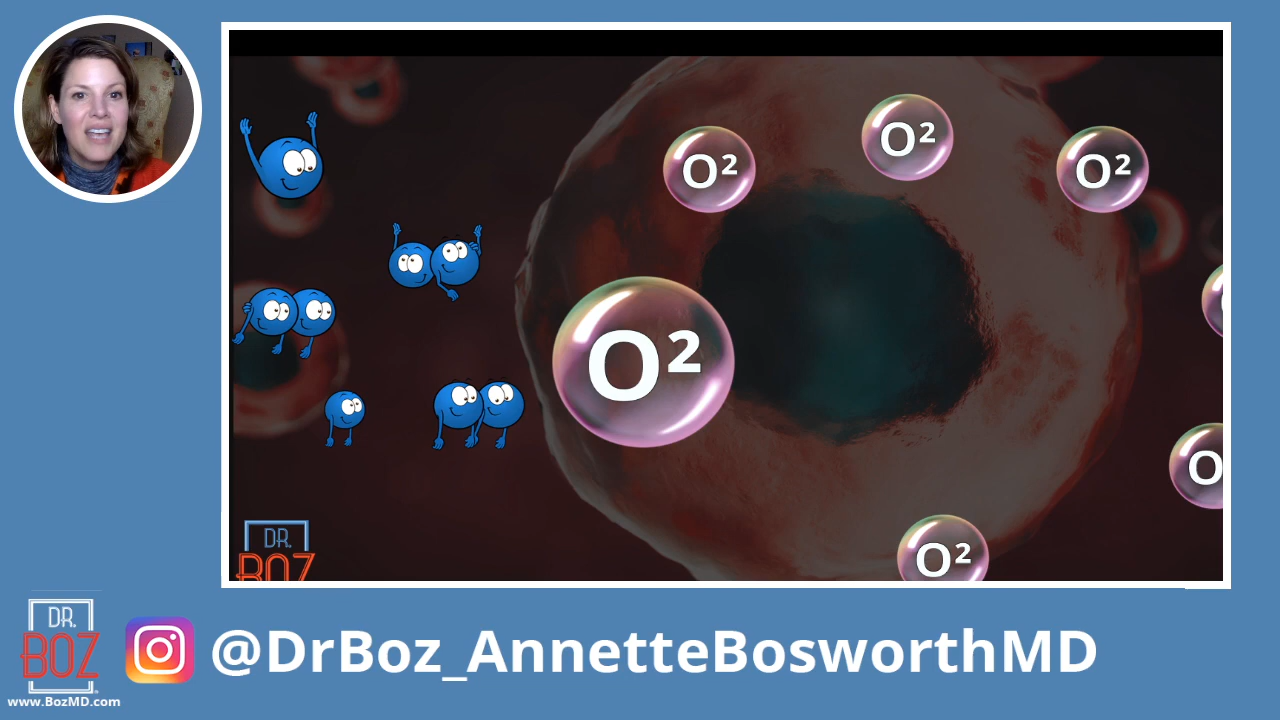 O²
O²
O²
O²
O
O²
DR.
BOZ
DR.
BOZ
www.BozMD.com
@DrBoz_AnnetteBosworthMD